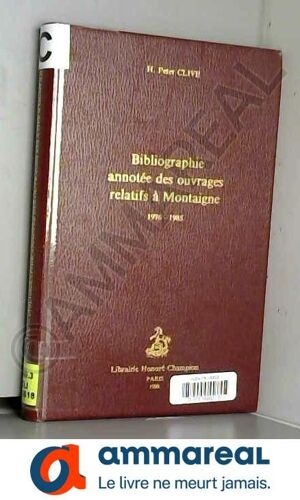 C
H. Peter CLIVE
Bibliographie
annotée des ouvrages
relatifs à Montaigne
1976 - 1985
Librairie Honoré Champion
PARIS
©AMMAREAL
ammareal
Le livre ne meurt jamais.